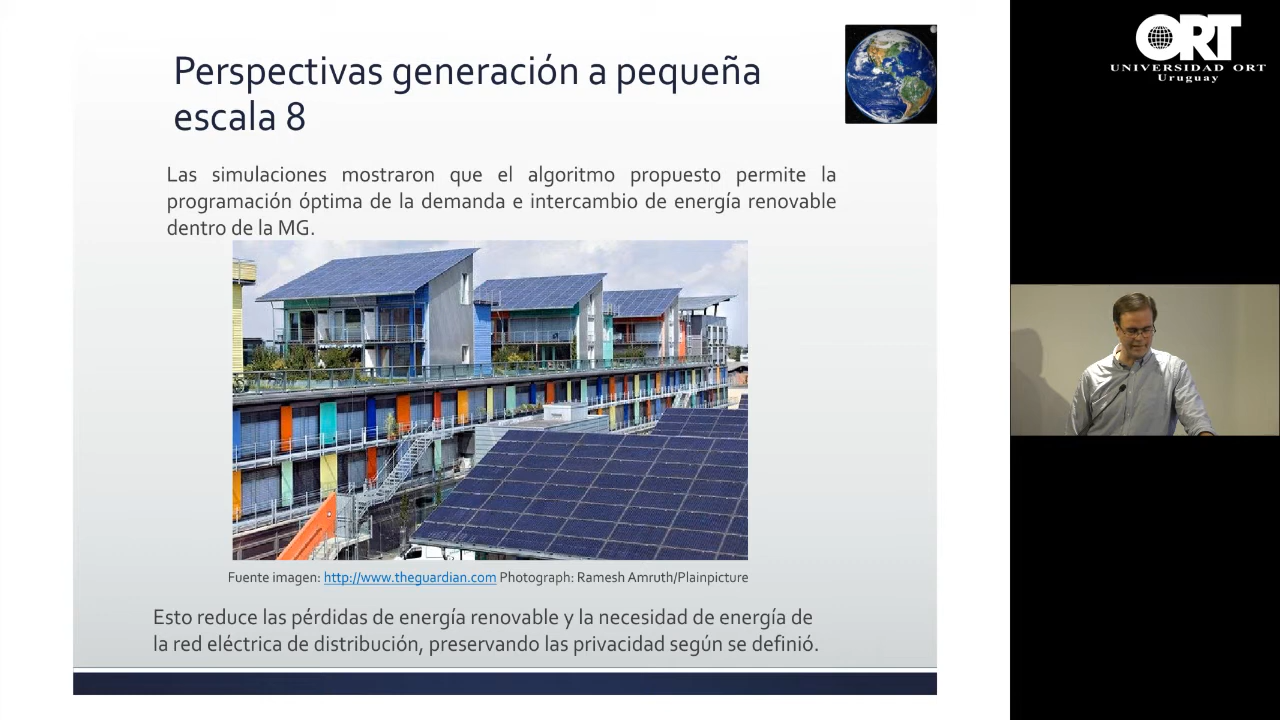 Perspectivas generación a pequeña
escala 8
Las simulaciones mostraron que el algoritmo propuesto permite la
programación óptima de la demanda e intercambio de energía renovable
dentro de la MG.
Fuente imagen: http://www.theguardian.com Photograph: Ramesh Amruth/Plainpicture
Esto reduce las pérdidas de energía renovable y la necesidad de energía de
la red eléctrica de distribución, preservando las privacidad según se definió.
ORT
UNIVERSIDAD ORT
Uruguay